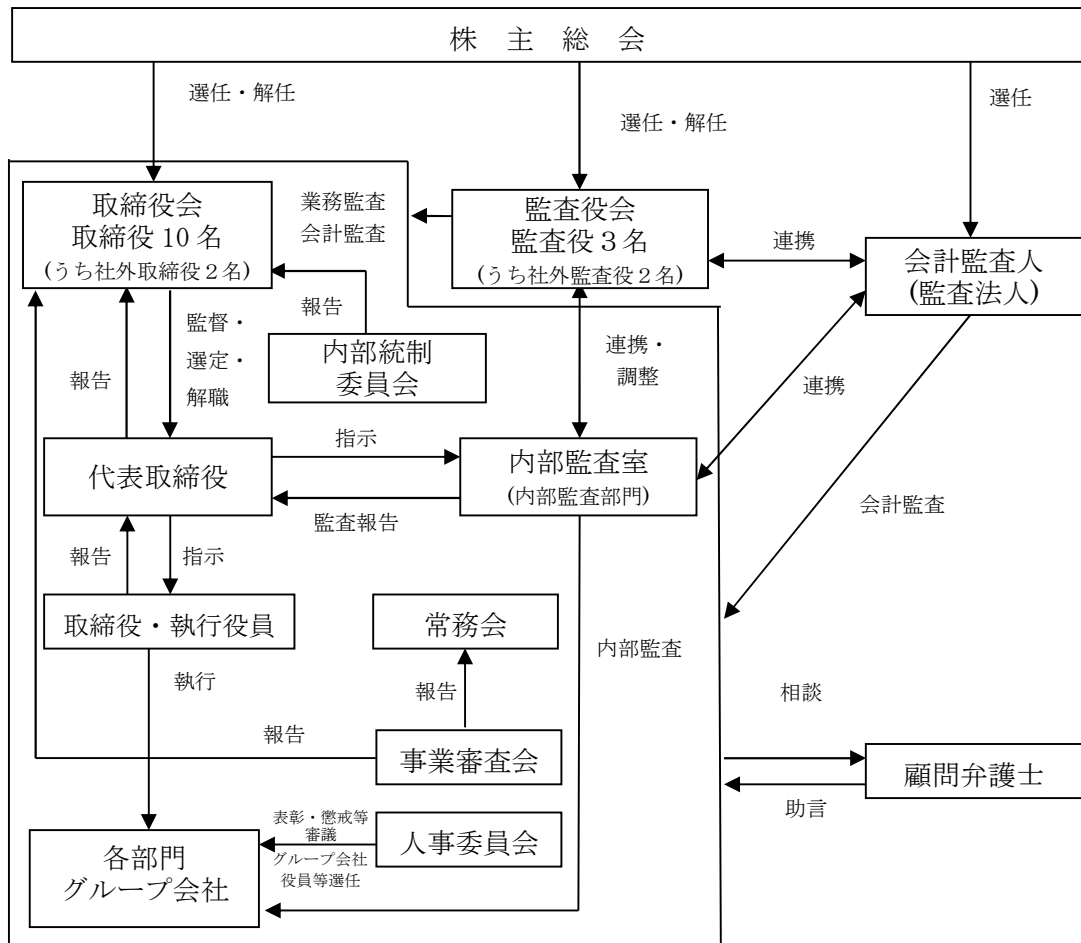 株 主 総 会
選任・解任
選任・解任
選任
取締役会
取締役 10 名
(うち社外取締役２名)
業務監査
会計監査
監査役会
監査役３名
(うち社外監査役２名)
連携
会計監査人
(監査法人)
報告
監督・
選定・
解職
報告
内部統制
委員会
連携・
調整
連携
代表取締役
指示
監査報告
内部監査室
(内部監査部門)
会計監査
報告
指示
取締役・執行役員
常務会
内部監査
執行
報告
相談
報告
事業審査会
顧問弁護士
助言
表彰・懲戒等
審議
グループ会社
役員等選任
人事委員会
各部門
グループ会社